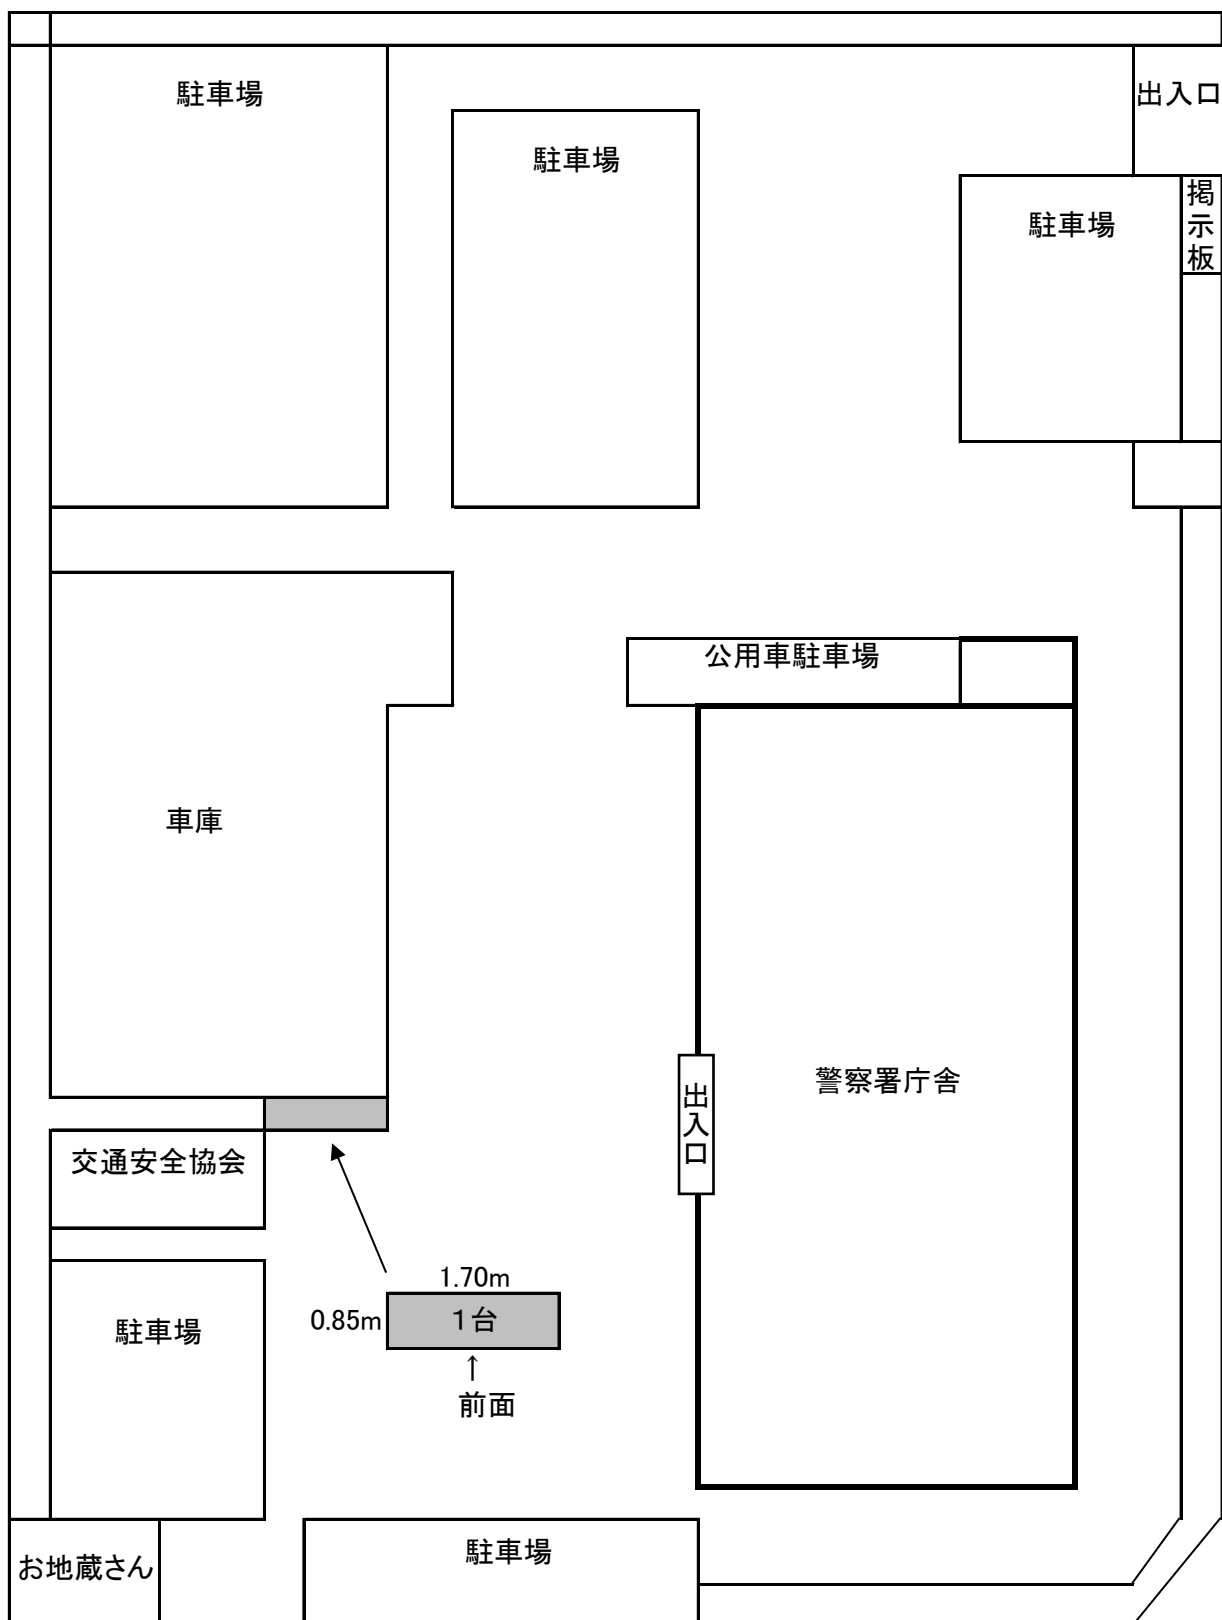 駐車場
出入口
駐車場
駐車場
掲示板
公用車駐車場
車庫
警察署庁舎
出入口
交通安全協会
1.70m
0.85m
１台
駐車場
↑
前面
駐車場
お地蔵さん